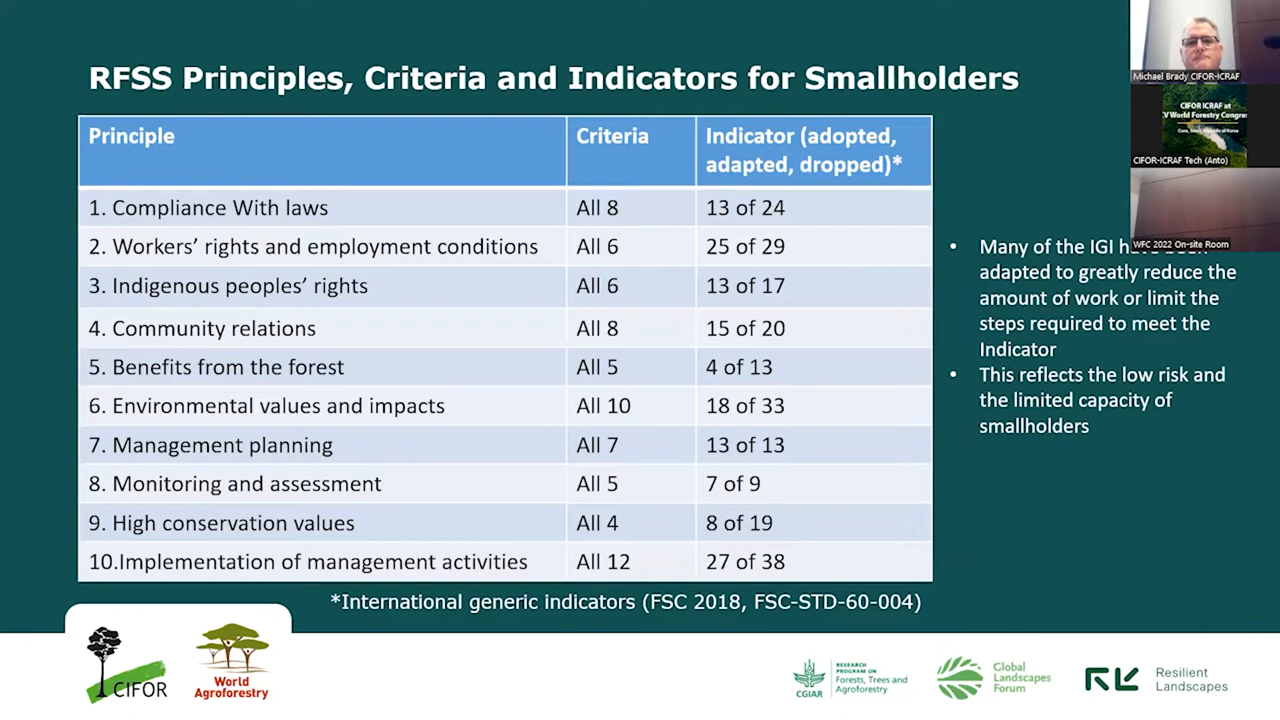 RFSS Principles, Criteria and Indicators for Smallholders
Principle Criteria Indicator (adopted,
adapted, dropped)*
1. Compliance With laws All 8 13 of 24
2. Workers’ rights and employment conditions All 6 25 of 29
3. Indigenous peoples’ rights All 6 13 of 17
4. Community relations All 8 15 of 20
5. Benefits from the forest All 5 4 of 13
6. Environmental values and impacts All 10 18 of 33
7. Management planning All 7 13 of 13
8. Monitoring and assessment All 5 7 of 9
9. High conservation values All 4 8 of 19
10.Implementation of management activities All 12 27 of 38
*International generic indicators (FSC 2018, FSC-STD-60-004)
• Many of the IGI
adapted to greatly reduce the
amount of work or limit the
steps required to meet the
Indicator
• This reflects the low risk and
the limited capacity of
smallholders
Michael Brady CIFOR-ICRAF
CIFOR ICRAF at
World Forestry
CIFOR-ICRAF Tech (Anto)
WFC 2022 On-site Room
CIFOR
World
Agroforestry
CGIAR
RESEARCH
PROGRAM ON
Forests, Trees and
Agroforestry
Global
Landscapes
Forum
Resilient
Landscapes